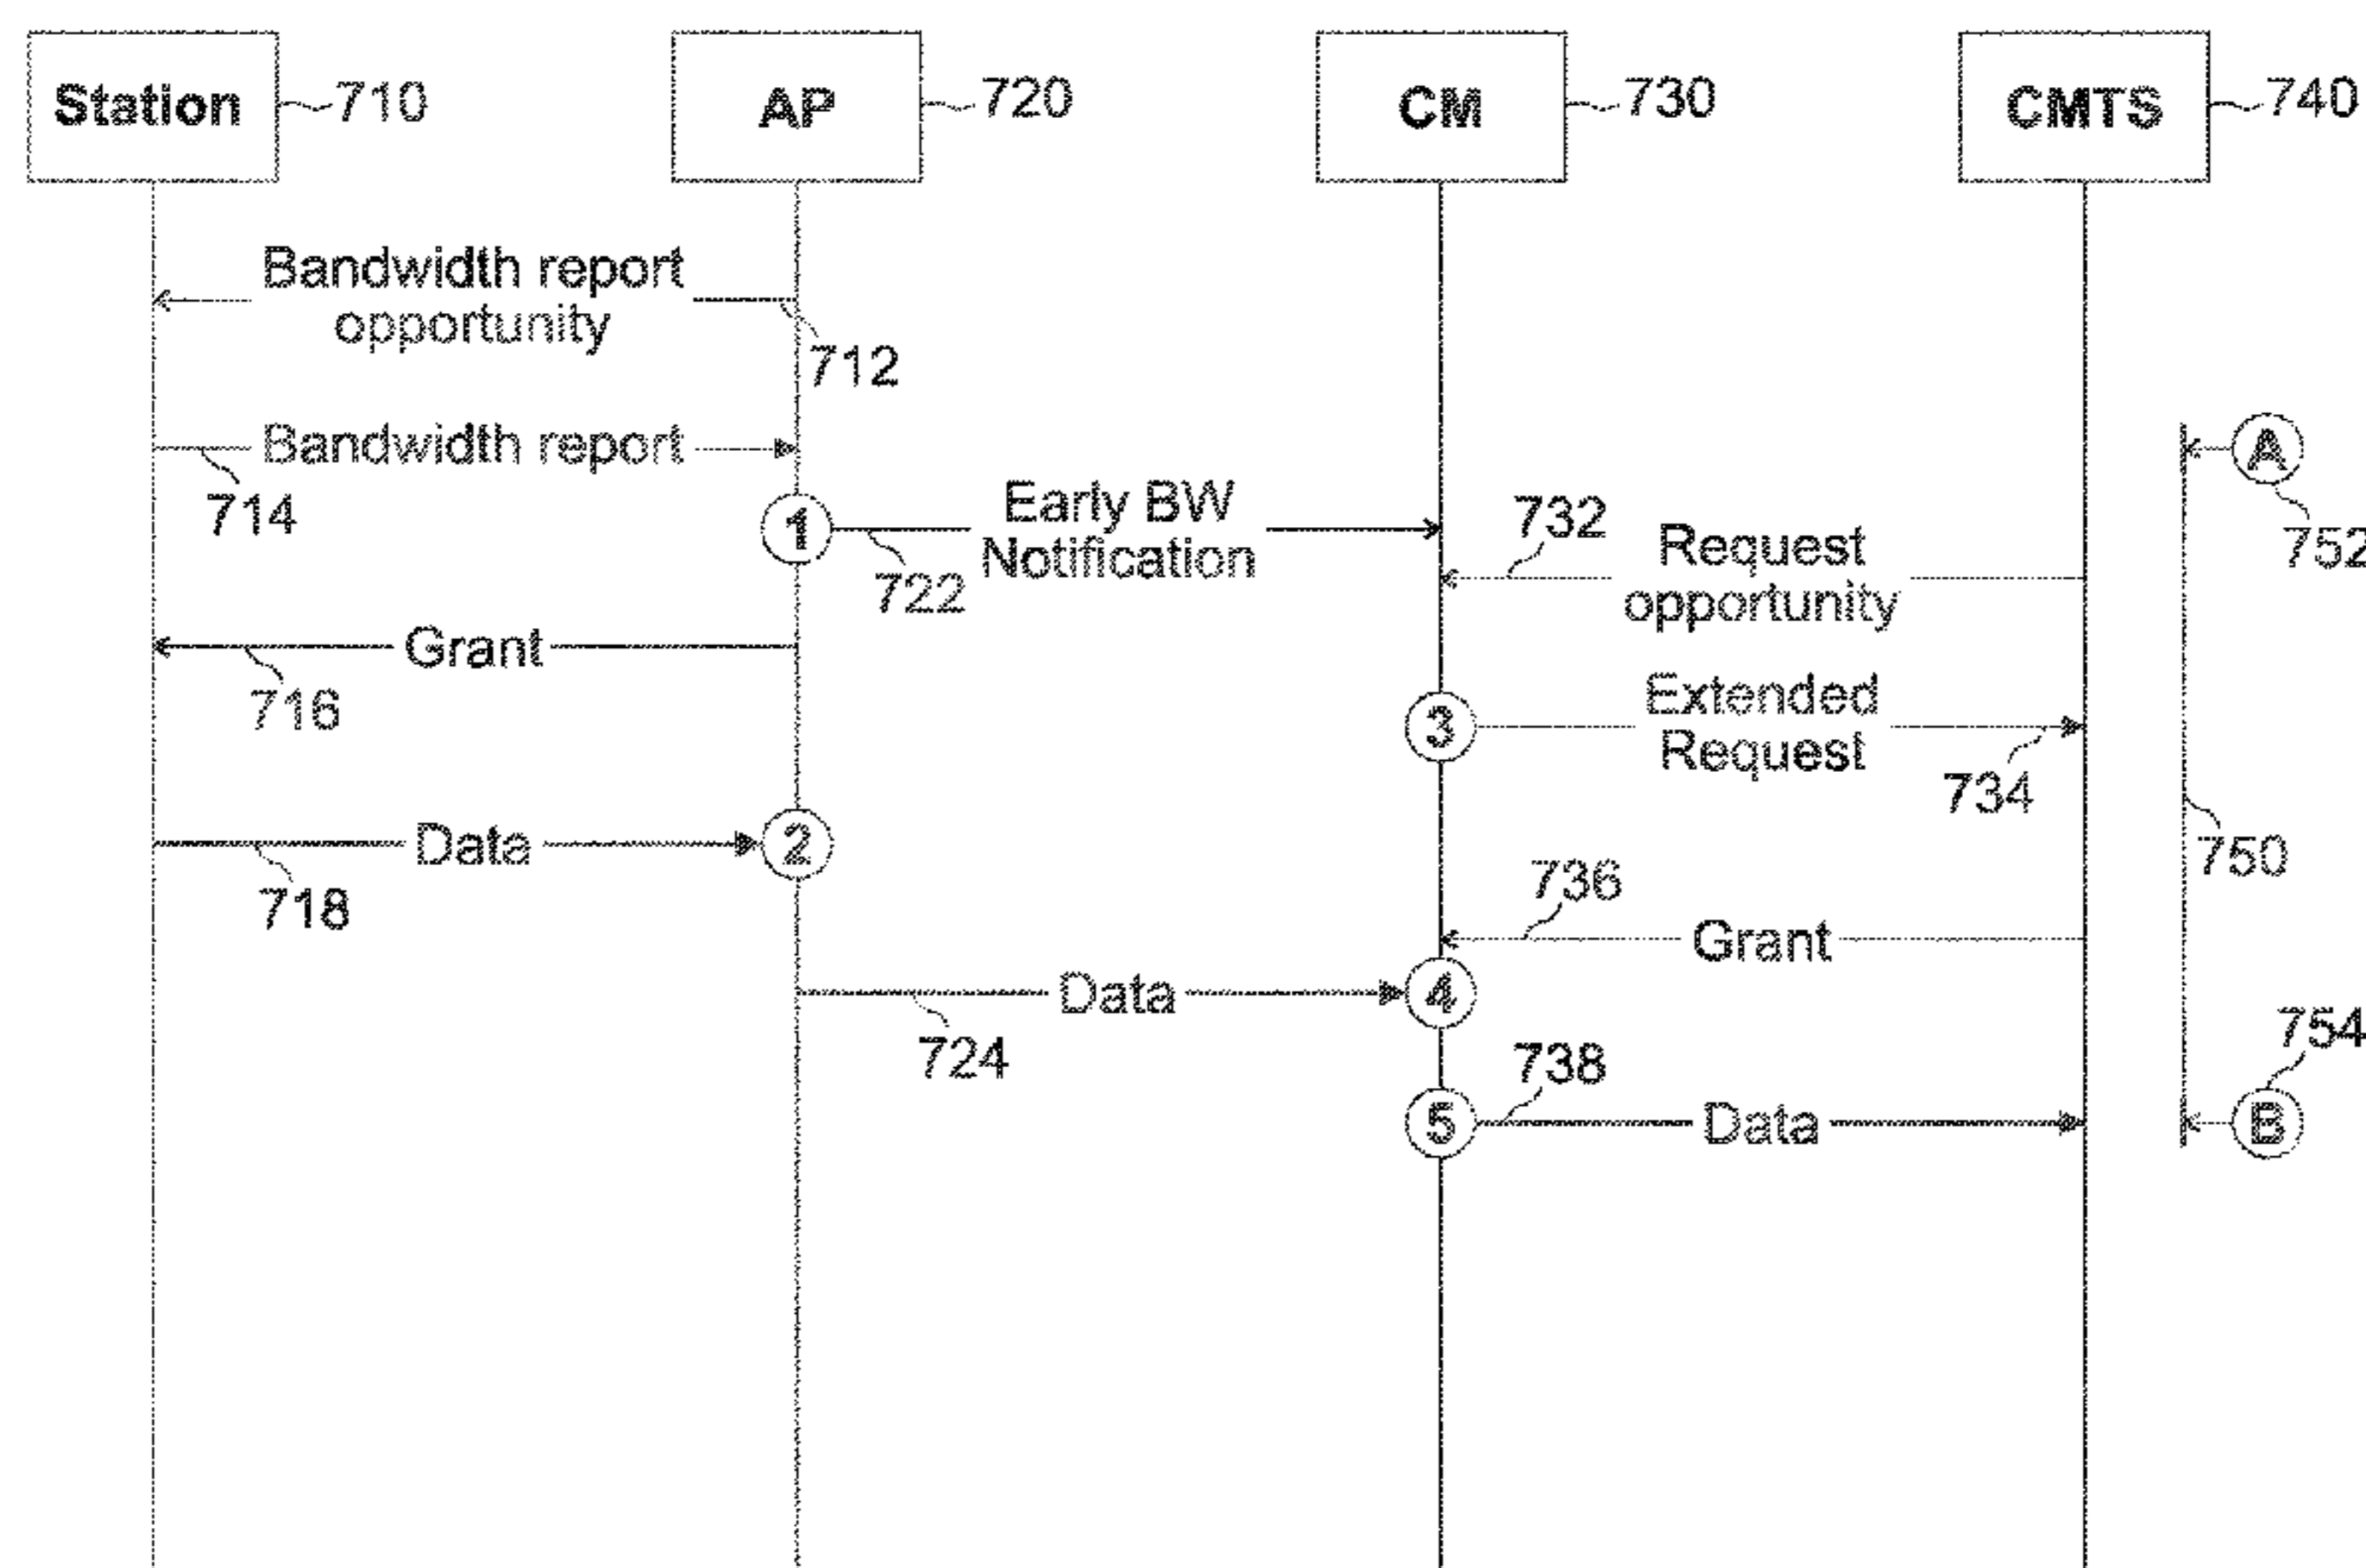 Station
710
AP
720
CM
730
CMTS
740
Bandwidth report
opportunity
712
Bandwidth report
714
A
752
1
Early BW
Notification
722
732
Request
opportunity
Grant
716
3
Extended
Request
734
750
Data
2
718
736
Grant
Data
4
724
754
738
5
Data
B